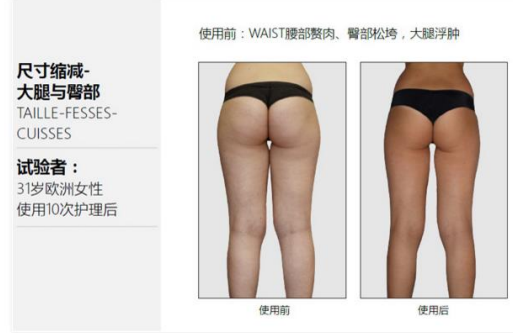 使用前：WAIST腰部赘肉、臀部松垮，大腿浮肿
尺寸缩减-
大腿与臀部
TAILLE-FESSES-
CUISSES
试验者：
31岁欧洲女性
使用10次护理后
使用前
使用后